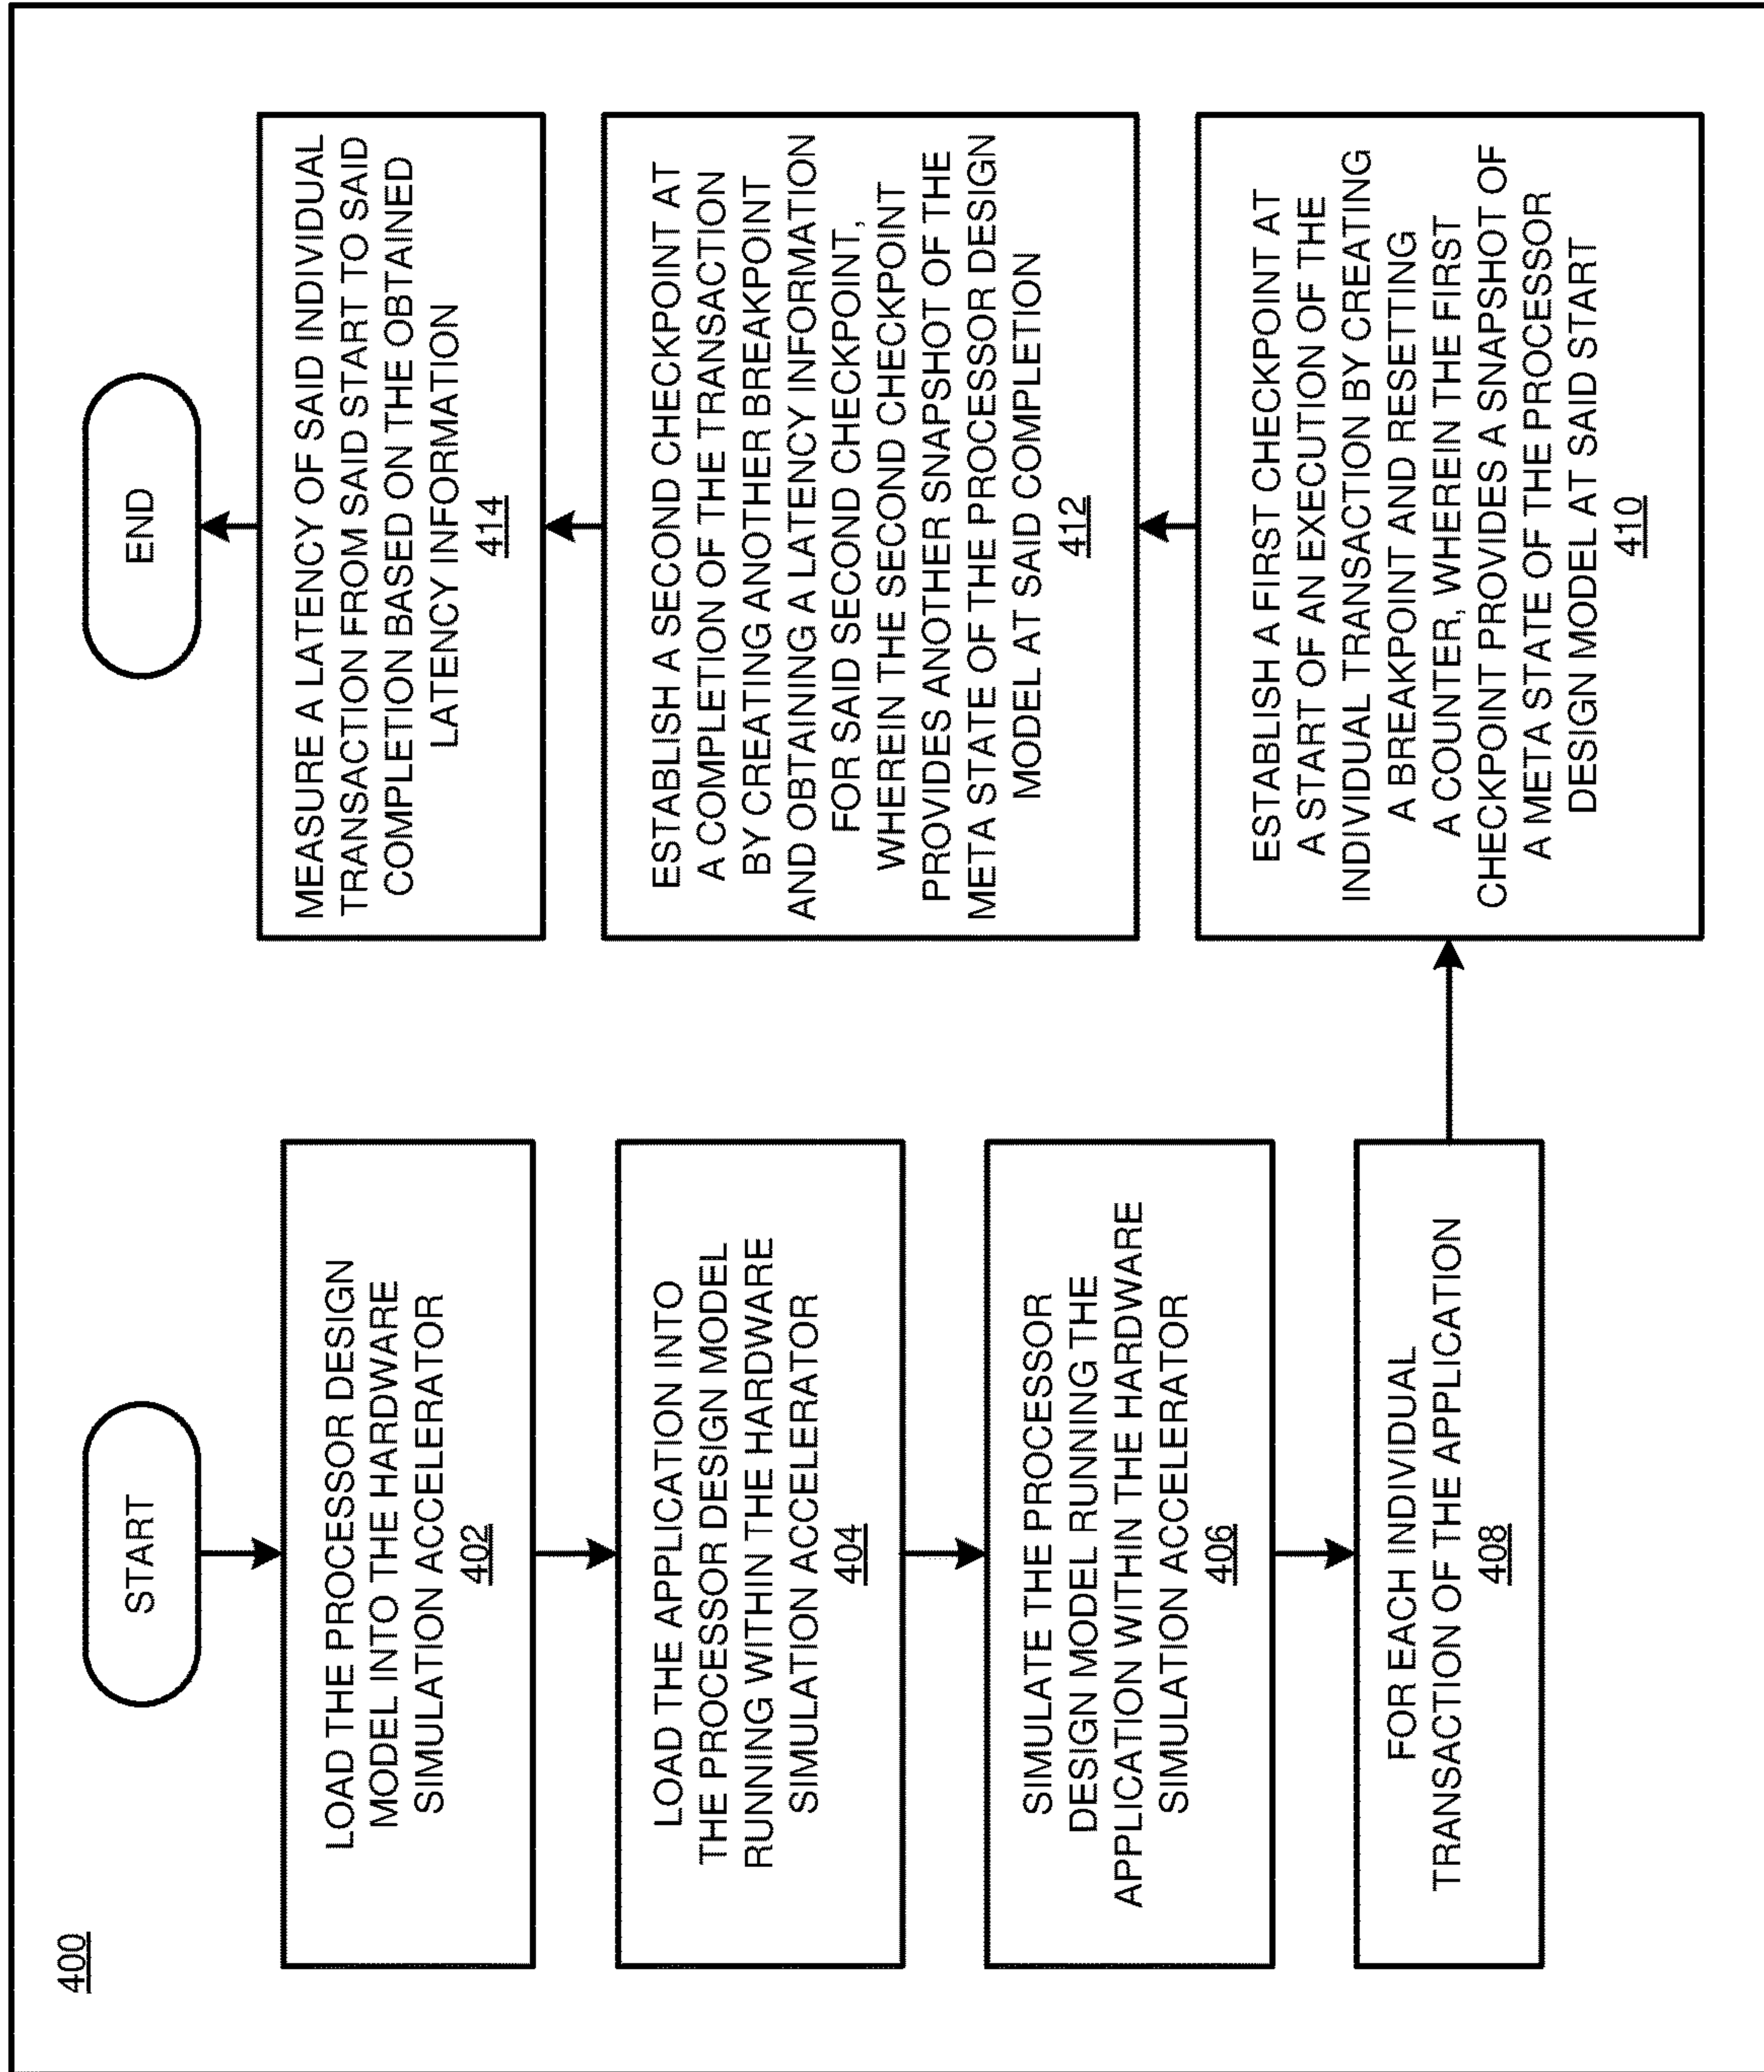 400
START
LOAD THE PROCESSOR DESIGN
MODEL INTO THE HARDWARE
SIMULATION ACCELERATOR
402
LOAD THE APPLICATION INTO
THE PROCESSOR DESIGN MODEL
RUNNING WITHIN THE HARDWARE
SIMULATION ACCELERATOR
404
SIMULATE THE PROCESSOR
DESIGN MODEL RUNNING THE
APPLICATION WITHIN THE HARDWARE
SIMULATION ACCELERATOR
406
FOR EACH INDIVIDUAL
TRANSACTION OF THE APPLICATION
408
ESTABLISH A FIRST CHECKPOINT AT
A START OF AN EXECUTION OF THE
INDIVIDUAL TRANSACTION BY CREATING
A BREAKPOINT AND RESETTING
A COUNTER, WHEREIN THE FIRST
CHECKPOINT PROVIDES A SNAPSHOT OF
A META STATE OF THE PROCESSOR
DESIGN MODEL AT SAID START
410
ESTABLISH A SECOND CHECKPOINT AT
A COMPLETION OF THE TRANSACTION
BY CREATING ANOTHER BREAKPOINT
AND OBTAINING A LATENCY INFORMATION
FOR SAID SECOND CHECKPOINT,
WHEREIN THE SECOND CHECKPOINT
PROVIDES ANOTHER SNAPSHOT OF THE
META STATE OF THE PROCESSOR DESIGN
MODEL AT SAID COMPLETION
412
MEASURE A LATENCY OF SAID INDIVIDUAL
TRANSACTION FROM SAID START TO SAID
COMPLETION BASED ON THE OBTAINED
LATENCY INFORMATION
414
END